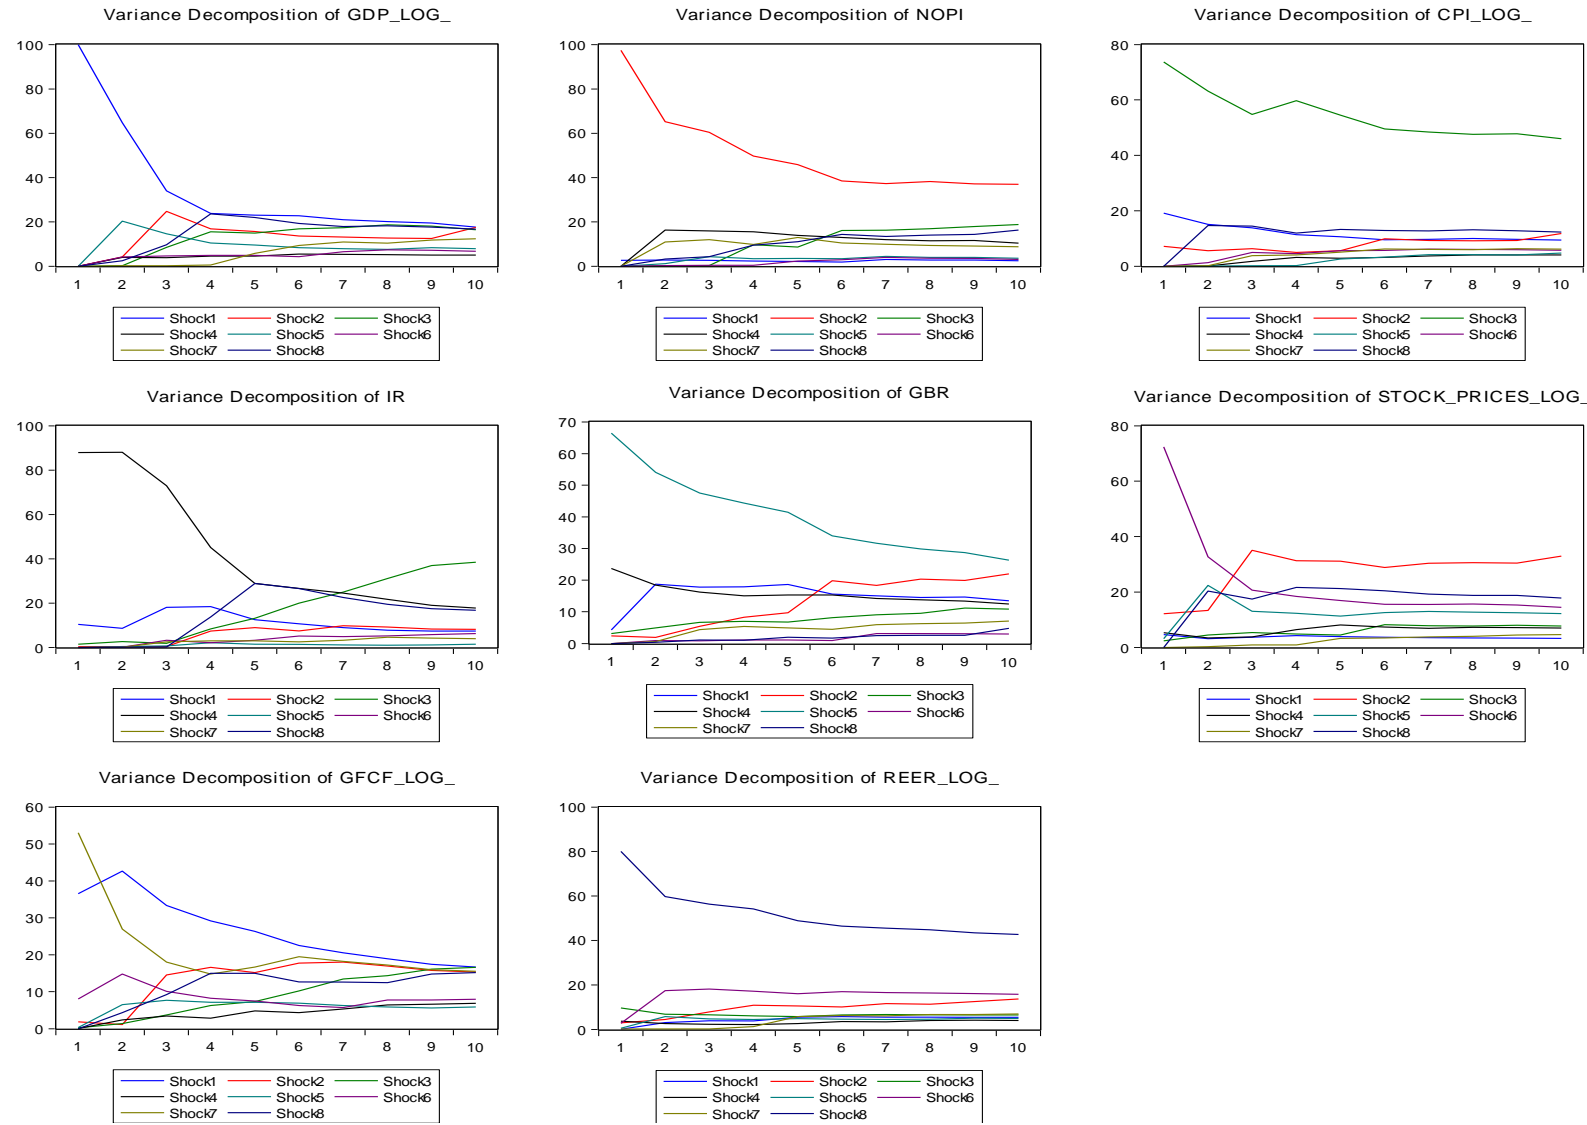 Variance Decomposition of GDP_LOG_
100
80
60
40
20
0
1 2 3 4 5 6 7 8 9 10
Shock1 Shock2 Shock3
Shock4 Shock5 Shock6
Shock7 Shock8
Variance Decomposition of NOPI
100
80
60
40
20
0
1 2 3 4 5 6 7 8 9 10
Shock1 Shock2 Shock3
Shock4 Shock5 Shock6
Shock7 Shock8
Variance Decomposition of CPI_LOG_
80
60
40
20
0
1 2 3 4 5 6 7 8 9 10
Shock1 Shock2 Shock3
Shock4 Shock5 Shock6
Shock7 Shock8
Variance Decomposition of IR
100
80
60
40
20
0
1 2 3 4 5 6 7 8 9 10
Shock1 Shock2 Shock3
Shock4 Shock5 Shock6
Shock7 Shock8
Variance Decomposition of GBR
70
60
50
40
30
20
10
0
1 2 3 4 5 6 7 8 9 10
Shock1 Shock2 Shock3
Shock4 Shock5 Shock6
Shock7 Shock8
Variance Decomposition of STOCK_PRICES_LOG_
80
60
40
20
0
1 2 3 4 5 6 7 8 9 10
Shock1 Shock2 Shock3
Shock4 Shock5 Shock6
Shock7 Shock8
Variance Decomposition of GFCF_LOG_
60
50
40
30
20
10
0
1 2 3 4 5 6 7 8 9 10
Shock1 Shock2 Shock3
Shock4 Shock5 Shock6
Shock7 Shock8
Variance Decomposition of REER_LOG_
100
80
60
40
20
0
1 2 3 4 5 6 7 8 9 10
Shock1 Shock2 Shock3
Shock4 Shock5 Shock6
Shock7 Shock8